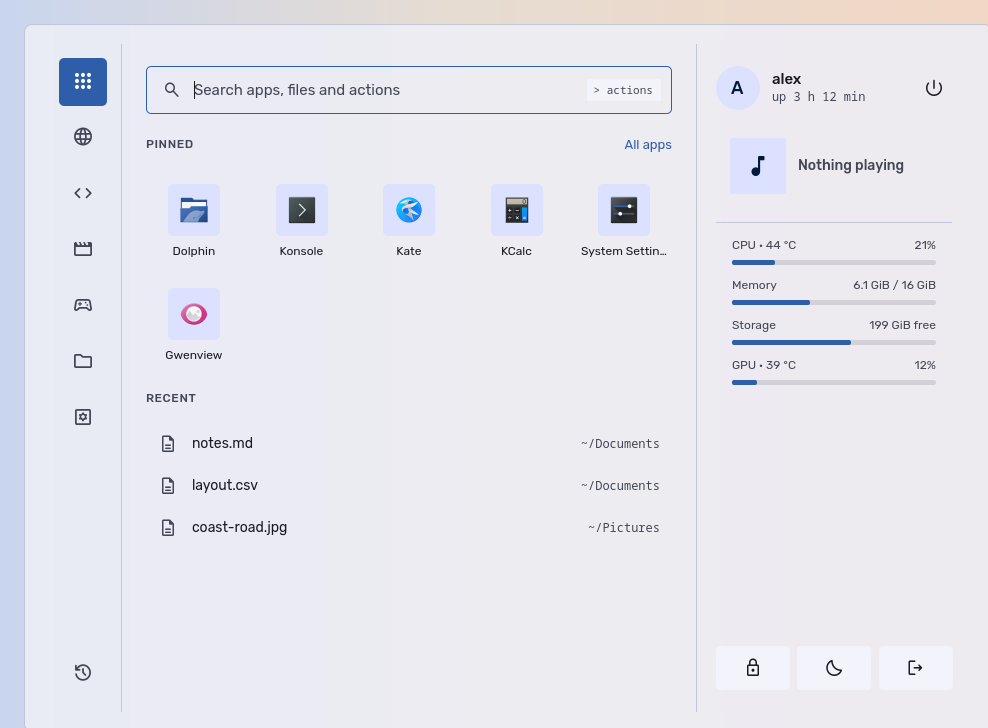 Search apps, files and actions
> actions
PINNED
All apps
Dolphin
Konsole
Kate
KCalc
System Settin...
Gwenview
RECENT
notes.md
~/Documents
layout.csv
~/Documents
coast-road.jpg
~/Pictures
A
alex
up 3 h 12 min
Nothing playing
CPU • 44 °C
21%
Memory
6.1 GiB / 16 GiB
Storage
199 GiB free
GPU • 39 °C
12%